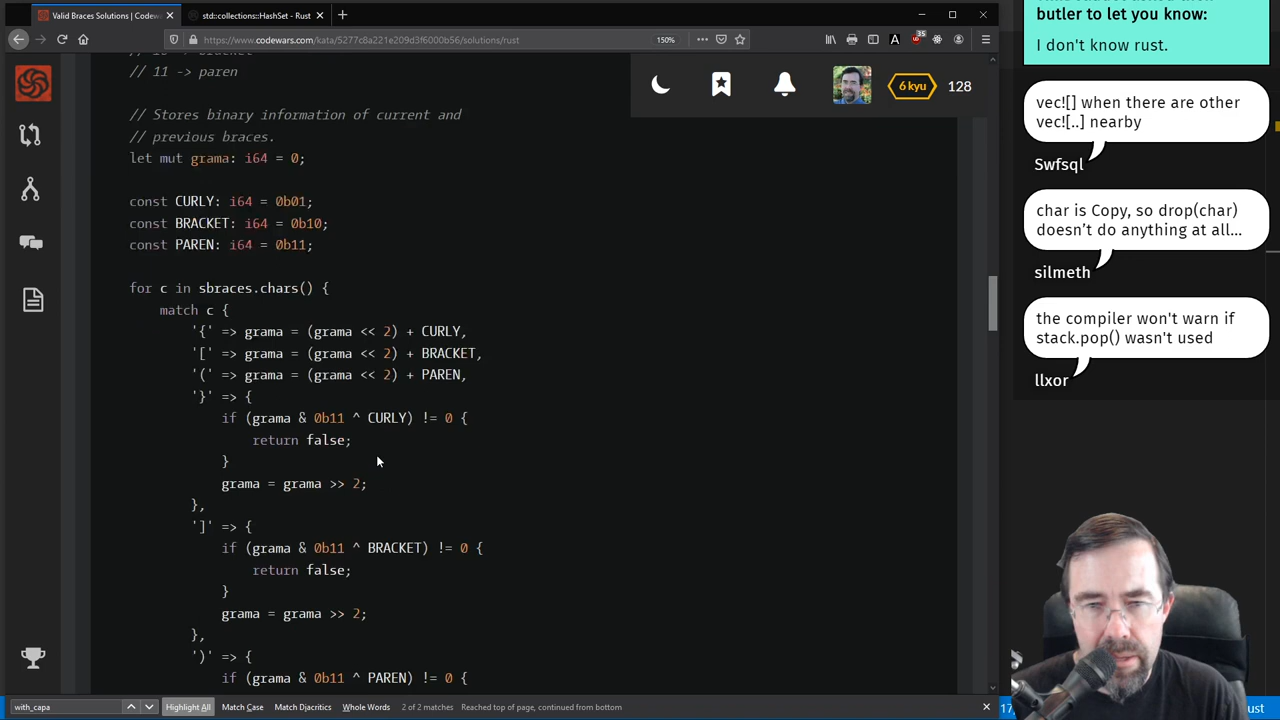 Valid Braces Solutions | Codew
std::collections::HashSet - Rust
https://www.codewars.com/kata/5277c8a221e209d3f6000b56/solutions/rust
150%
35
// 11 -> paren
6 kyu
128
// Stores binary information of current and
// previous braces.
let mut grama: i64 = 0;
const CURLY: i64 = 0b01;
const BRACKET: i64 = 0b10;
const PAREN: i64 = 0b11;
for c in sbraces.chars() {
match c {
'{' => grama = (grama << 2) + CURLY,
'[' => grama = (grama << 2) + BRACKET,
'(' => grama = (grama << 2) + PAREN,
'}' => {
if (grama & 0b11 ^ CURLY) != 0 {
return false;
}
grama = grama >> 2;
},
']' => {
if (grama & 0b11 ^ BRACKET) != 0 {
return false;
}
grama = grama >> 2;
},
')' => {
if (grama & 0b11 ^ PAREN) != 0 {
with_capa
Highlight All
Match Case
Match Diacritics
Whole Words
2 of 2 matches
Reached top of page, continued from bottom
butler to let you know:
I don't know rust.
vec![] when there are other
vec![..] nearby
Swfsql
char is Copy, so drop(char)
doesn’t do anything at all...
silmeth
the compiler won't warn if
stack.pop() wasn't used
llxor
17,
ust